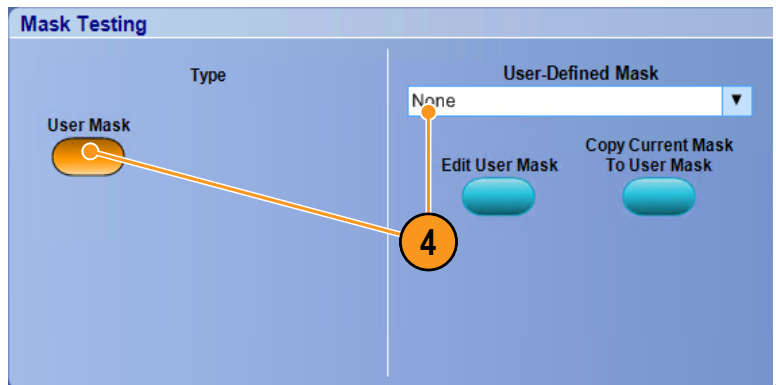 Mask Testing
Type
User Mask
User-Defined Mask
None
Edit User Mask
Copy Current Mask
To User Mask
4